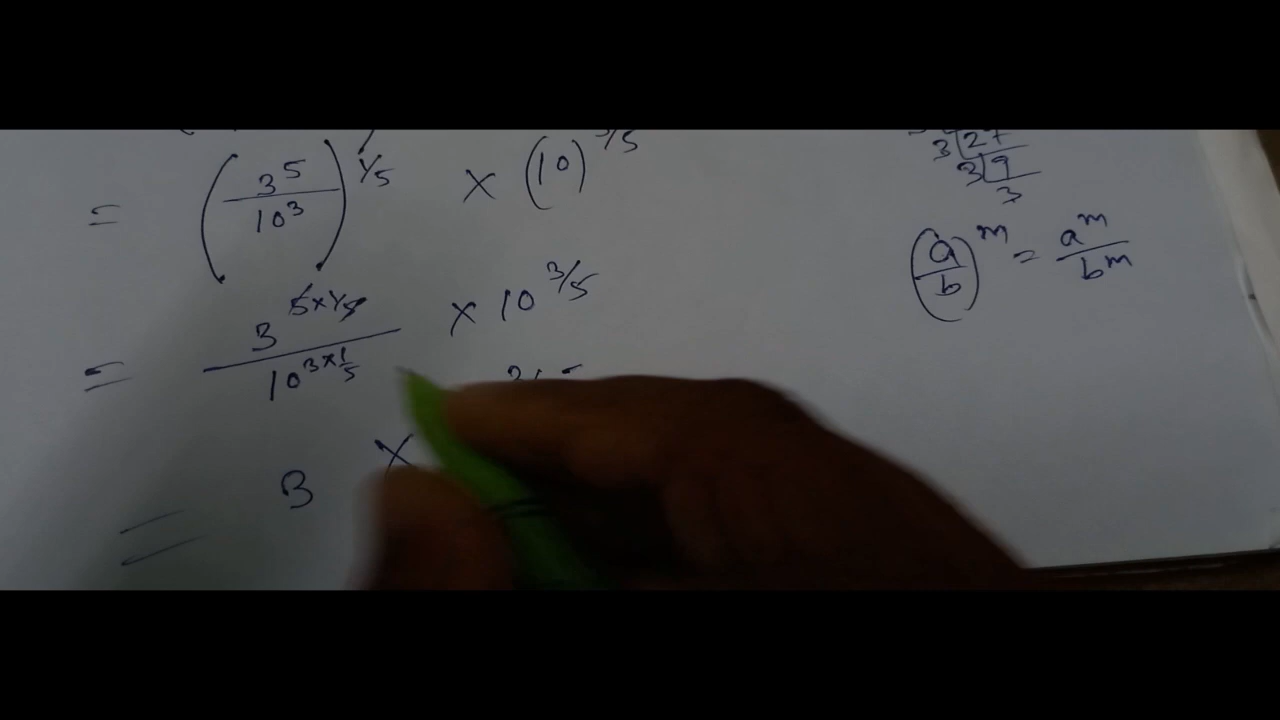 = (3^5/10^3)^1/5 × (10)^3/5
= 3^5×1/5 / 10^3×1/5 × 10^3/5
= 3 ×
3|27
3|9
3
(a/b)^m = a^m/b^m